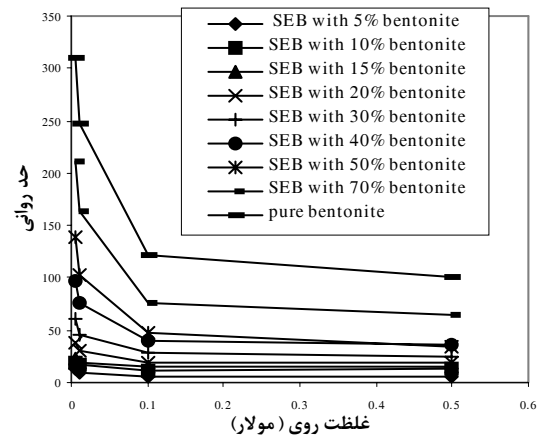 350
300
250
200
150
100
50
0
حد روانی
SEB with 5% bentonite
SEB with 10% bentonite
SEB with 15% bentonite
SEB with 20% bentonite
SEB with 30% bentonite
SEB with 40% bentonite
SEB with 50% bentonite
SEB with 70% bentonite
pure bentonite
0 0.1 0.2 0.3 0.4 0.5 0.6
غلظت روی (مولار)